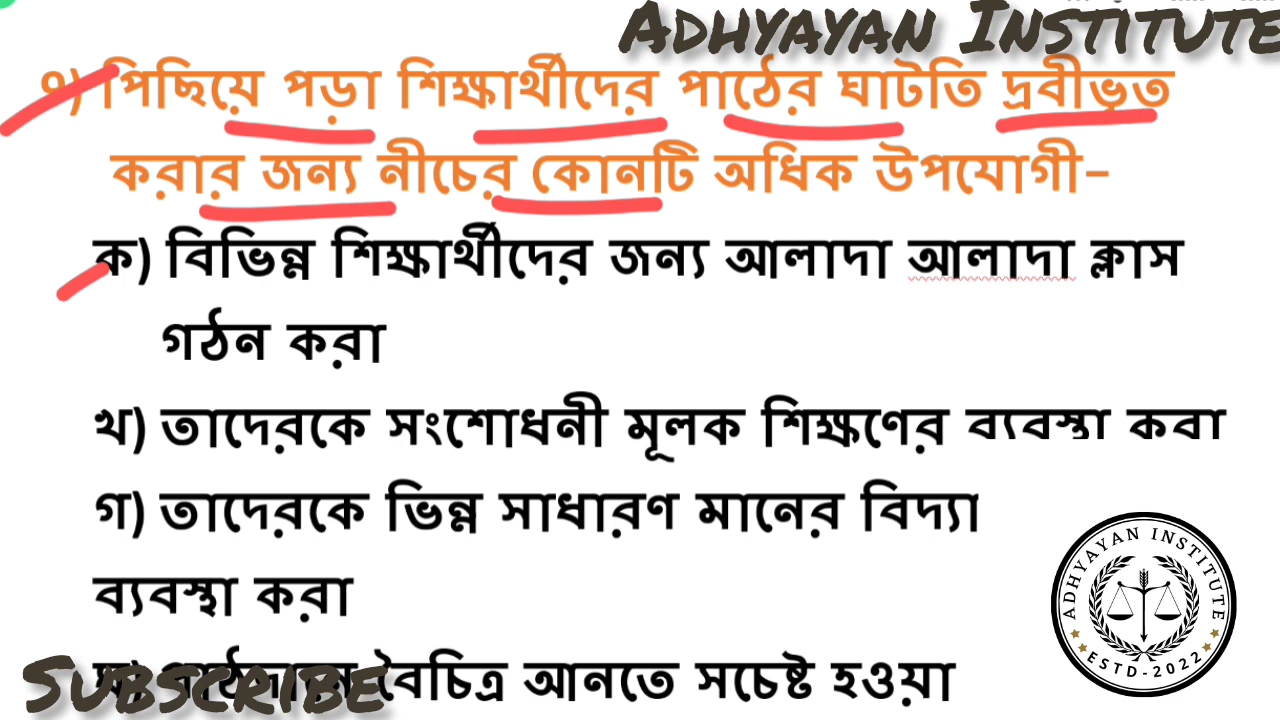 ADHYAYAN INSTITUTE
৭) পিছিয়ে পড়া শিক্ষার্থীদের পাঠের ঘাটতি দ্রবীভূত
করার জন্য নীচের কোনটি অধিক উপযোগী–
ক) বিভিন্ন শিক্ষার্থীদের জন্য আলাদা আলাদা ক্লাস
গঠন করা
খ) তাদেরকে সংশোধনী মূলক শিক্ষণের ব্যবস্থা করা
গ) তাদেরকে ভিন্ন সাধারণ মানের বিদ্যা
ব্যবস্থা করা
বৈচিত্র আনতে সচেষ্ট হওয়া
SUBSCRIBE
ADHYAYAN INSTITUTE
ESTD-2022